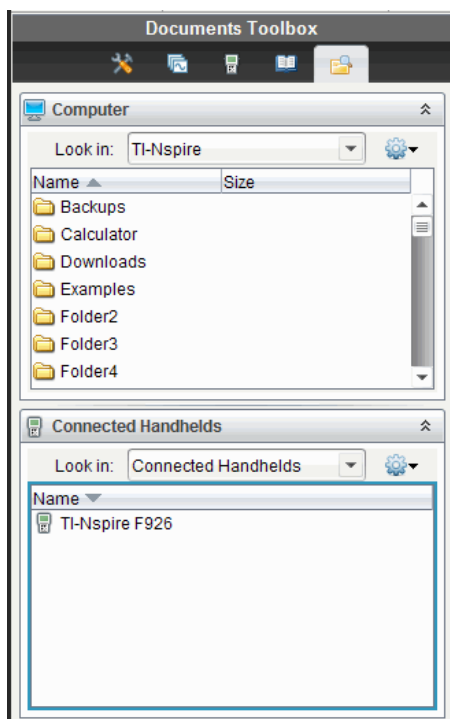 Documents Toolbox
Computer
Look in: TI-Nspire
Name Size
Backups
Calculator
Downloads
Examples
Folder2
Folder3
Folder4
Connected Handhelds
Look in: Connected Handhelds
Name
TI-Nspire F926